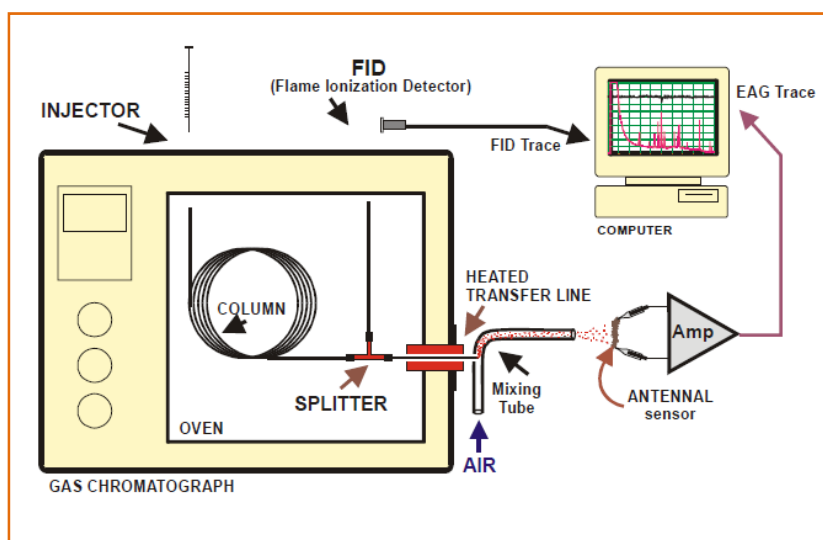 FID
(Flame Ionization Detector)
INJECTOR
EAG Trace
FID Trace
COMPUTER
HEATED
TRANSFER LINE
COLUMN
Amp
SPLITTER
Mixing
Tube
ANTENNAL
sensor
OVEN
AIR
GAS CHROMATOGRAPH